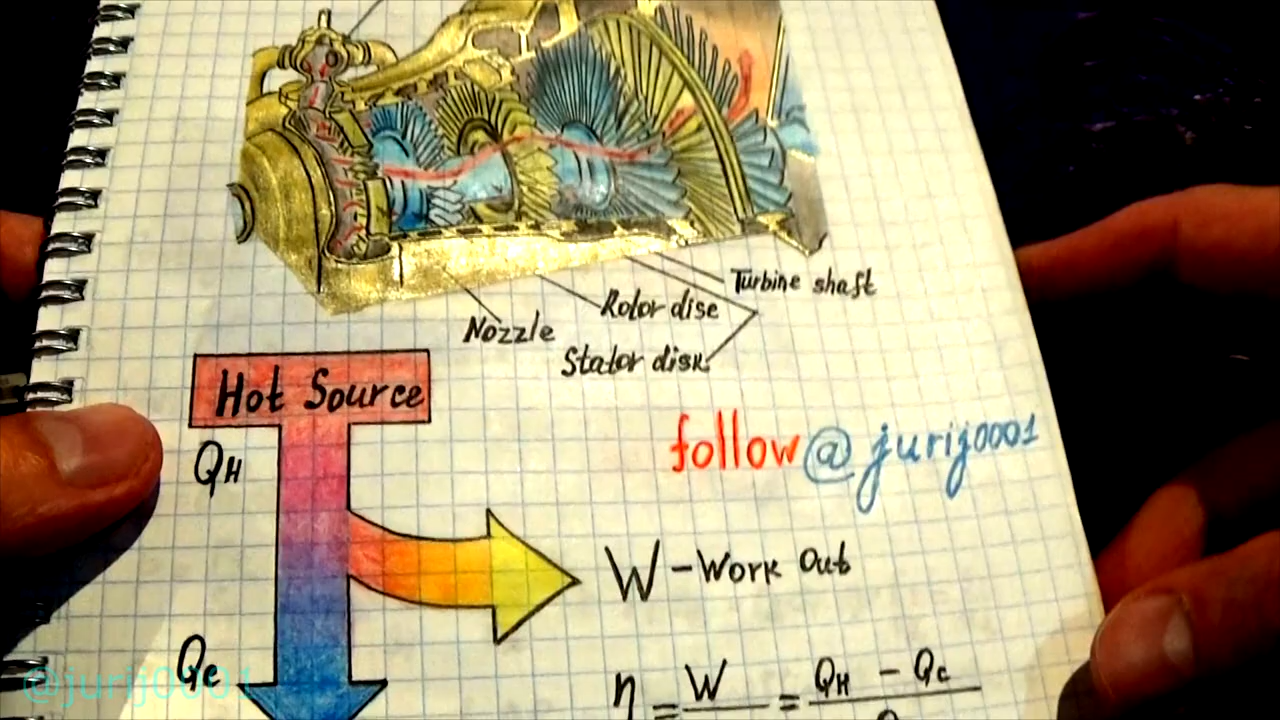 Turbine shaft
Rotor disc
Nozzle
Stator disk
Hot Source
QH
follow@jurij0001
W-Work Out
Qc
@jurij0001
η = W = QH - Qc